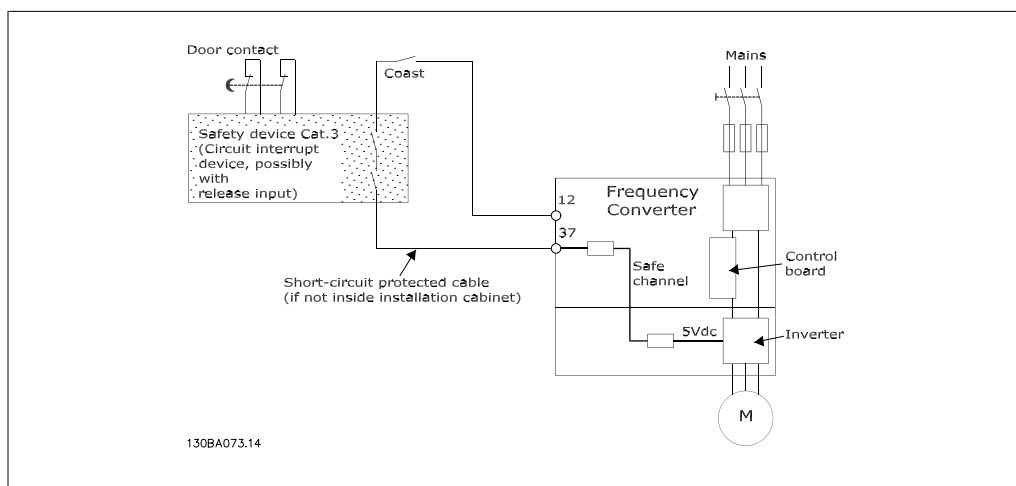 Door contact
Coast
Mains
Safety device Cat.3
(Circuit interrupt
device, possibly
with
release input)
12
Frequency
Converter
37
Safe
channel
Control
board
Short-circuit protected cable
(if not inside installation cabinet)
5Vdc
Inverter
M
130BA073.14